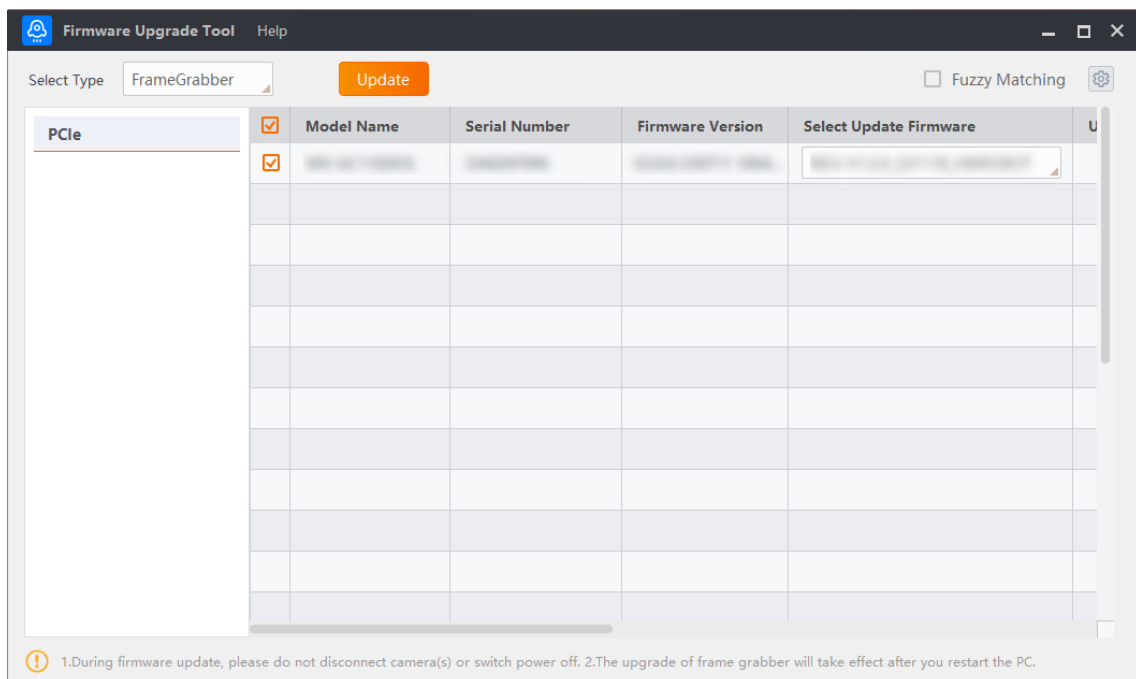 Firmware Upgrade Tool Help
Select Type FrameGrabber Update Fuzzy Matching
PCIe Model Name Serial Number Firmware Version Select Update Firmware U
1.During firmware update, please do not disconnect camera(s) or switch power off. 2.The upgrade of frame grabber will take effect after you restart the PC.